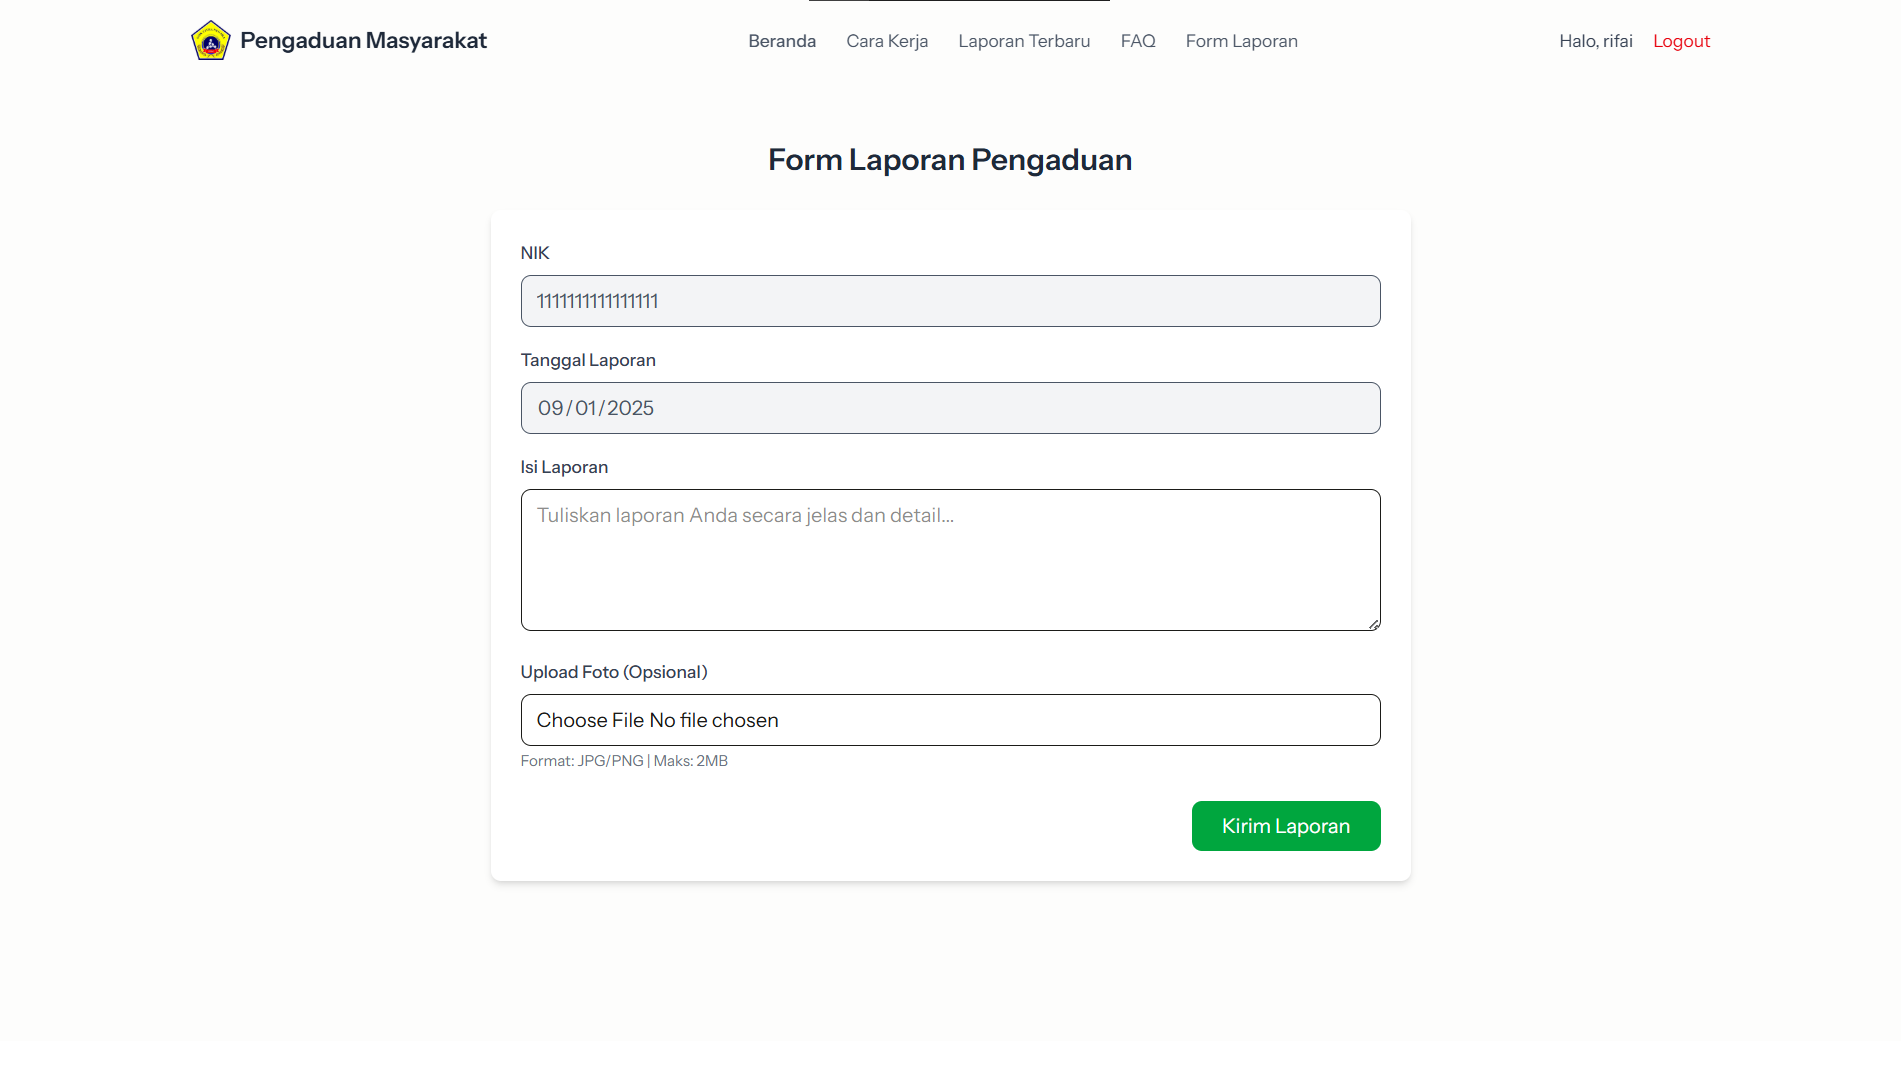 Pengaduan Masyarakat
Beranda Cara Kerja Laporan Terbaru FAQ Form Laporan
Halo, rifai Logout
Form Laporan Pengaduan
NIK
1111111111111111
Tanggal Laporan
09/01/2025
Isi Laporan
Tuliskan laporan Anda secara jelas dan detail...
Upload Foto (Opsional)
Choose File No file chosen
Format: JPG/PNG | Maks: 2MB
Kirim Laporan